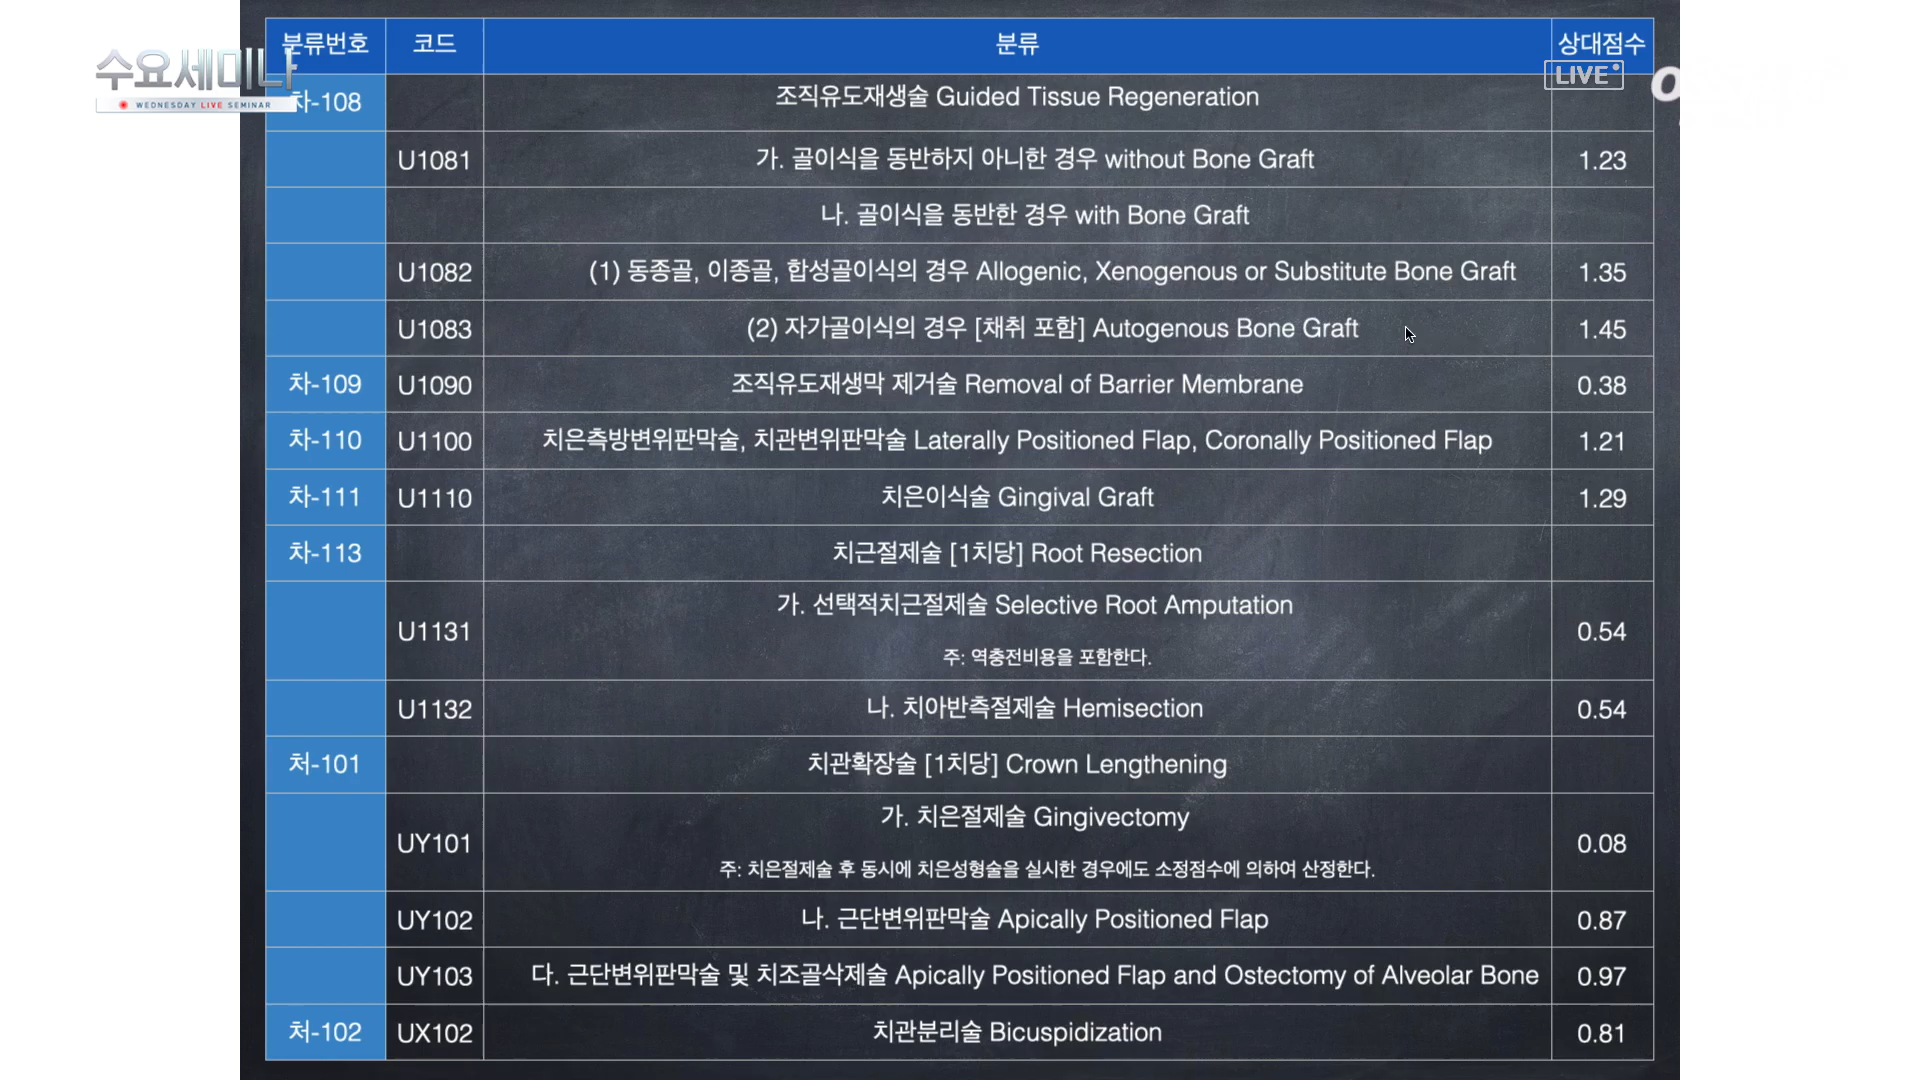 수요세미나
WEDNESDAY LIVE SEMINAR
LIVE
분류번호 코드 분류 상대점수
차-108 조직유도재생술 Guided Tissue Regeneration
U1081 가. 골이식을 동반하지 아니한 경우 without Bone Graft 1.23
나. 골이식을 동반한 경우 with Bone Graft
U1082 (1) 동종골, 이종골, 합성골이식의 경우 Allogenic, Xenogenous or Substitute Bone Graft 1.35
U1083 (2) 자가골이식의 경우 [채취 포함] Autogenous Bone Graft 1.45
차-109 U1090 조직유도재생막 제거술 Removal of Barrier Membrane 0.38
차-110 U1100 치은측방변위판막술, 치관변위판막술 Laterally Positioned Flap, Coronally Positioned Flap 1.21
차-111 U1110 치은이식술 Gingival Graft 1.29
차-113 치근절제술 [1치당] Root Resection
U1131 가. 선택적치근절제술 Selective Root Amputation 0.54
주: 역충전비용을 포함한다.
U1132 나. 치아반측절제술 Hemisection 0.54
처-101 치관확장술 [1치당] Crown Lengthening
UY101 가. 치은절제술 Gingivectomy 0.08
주: 치은절제술 후 동시에 치은성형술을 실시한 경우에도 소정점수에 의하여 산정한다.
UY102 나. 근단변위판막술 Apically Positioned Flap 0.87
UY103 다. 근단변위판막술 및 치조골삭제술 Apically Positioned Flap and Ostectomy of Alveolar Bone 0.97
처-102 UX102 치관분리술 Bicuspidization 0.81